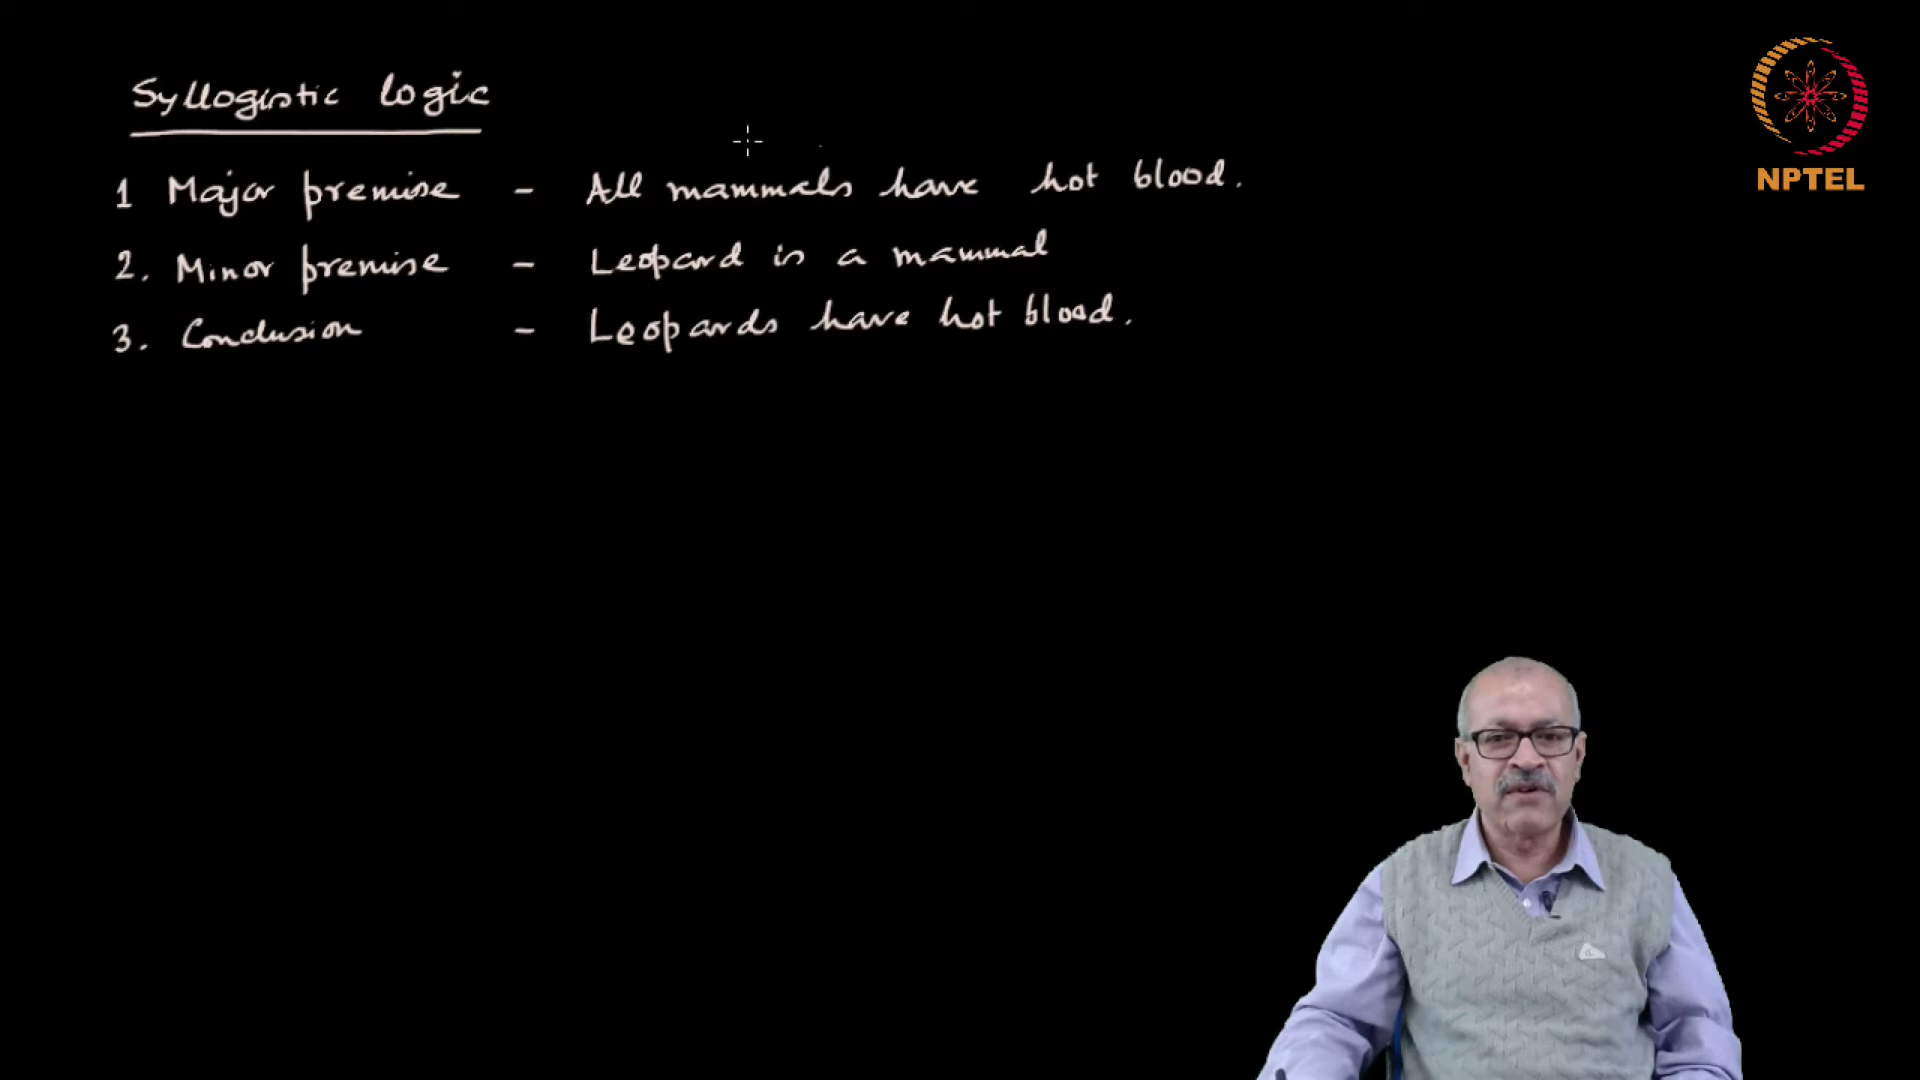 Syllogistic logic
1 Major premise - All mammals have hot blood.
2. Minor premise - Leopard is a mammal
3. Conclusion - Leopards have hot blood.
NPTEL